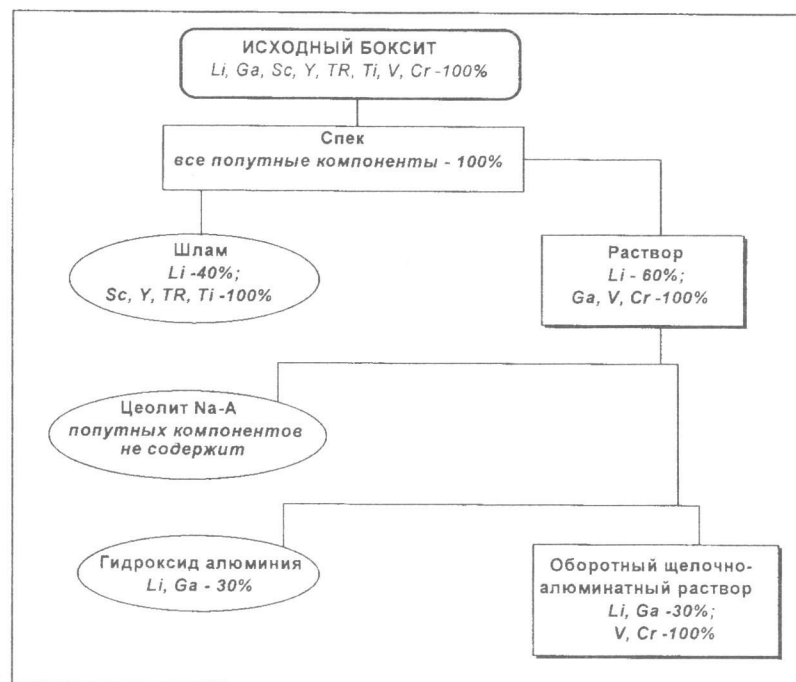 ИСХОДНЫЙ БОКСИТ
Li, Ga, Sc, Y, TR, Ti, V, Cr -100%
Спек
все попутные компоненты - 100%
Шлам
Li -40%;
Sc, Y, TR, Ti -100%
Раствор
Li - 60%;
Ga, V, Cr -100%
Цеолит Na-A
попутных компонентов
не содержит
Гидроксид алюминия
Li, Ga - 30%
Оборотный щелочно-
алюминатный раствор
Li, Ga -30%;
V, Cr -100%